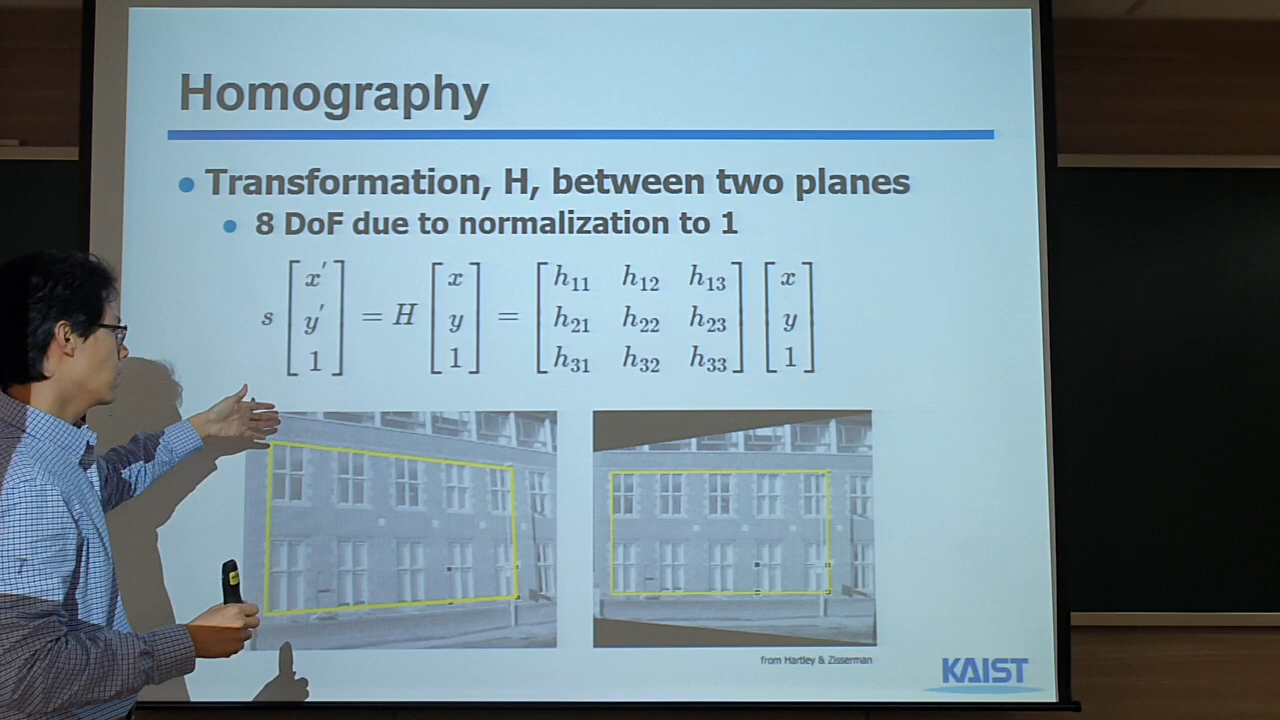 Homography
Transformation, H, between two planes
8 DoF due to normalization to 1
s [x' y' 1] = H [x y 1] = [h11 h12 h13 h21 h22 h23 h31 h32 h33] [x y 1]
from Hartley & Zisserman
KAIST